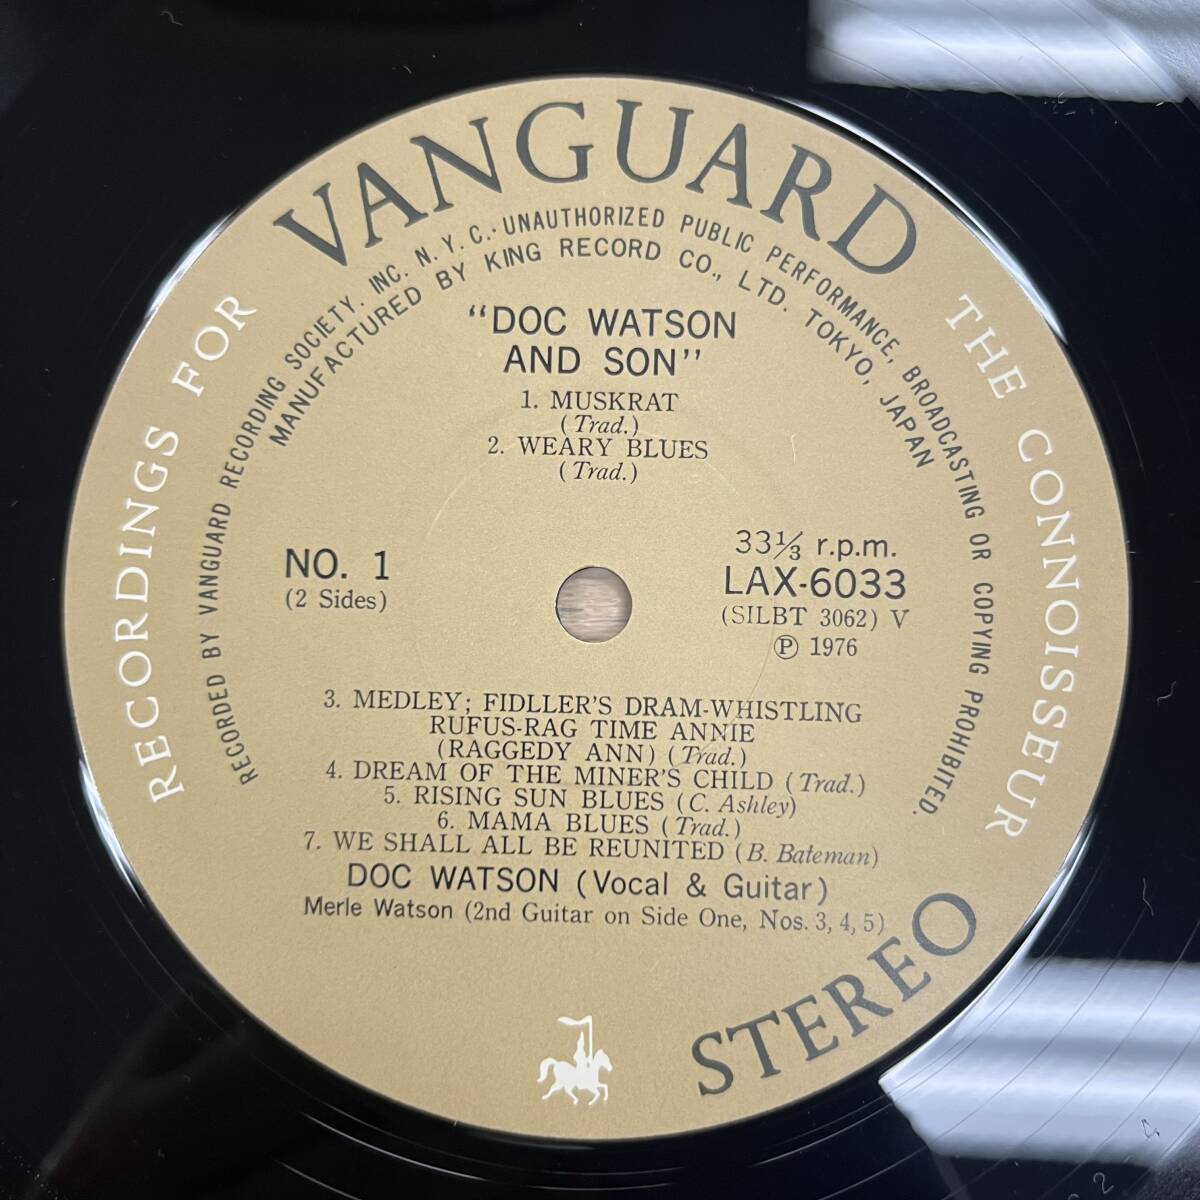 VANGUARD
RECORDINGS FOR THE CONNOISSEUR
RECORDED BY VANGUARD RECORDING SOCIETY, INC. N.Y.C.・UNAUTHORIZED PUBLIC PERFORMANCE, BROADCASTING OR COPYING PROHIBITED.
MANUFACTURED BY KING RECORD CO., LTD. TOKYO, JAPAN
"DOC WATSON
AND SON"
1. MUSKRAT
(Trad.)
2. WEARY BLUES
(Trad.)
NO. 1
(2 Sides)
33⅓ r.p.m.
LAX-6033
(SILBT 3062) V
Ⓟ 1976
3. MEDLEY; FIDLLER'S DRAM-WHISTLING
RUFUS-RAG TIME ANNIE
(RAGGEDY ANN) (Trad.)
4. DREAM OF THE MINER'S CHILD (Trad.)
5. RISING SUN BLUES (C. Ashley)
6. MAMA BLUES (Trad.)
7. WE SHALL ALL BE REUNITED (B. Bateman)
DOC WATSON (Vocal & Guitar)
Merle Watson (2nd Guitar on Side One, Nos. 3, 4, 5)
STEREO